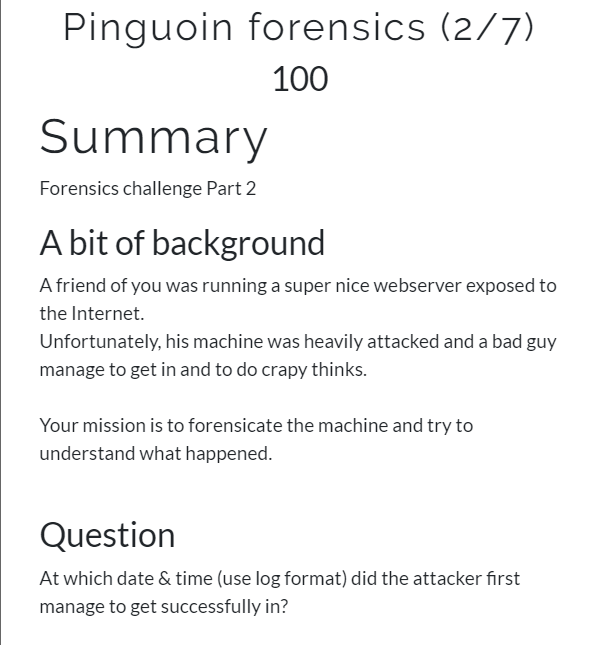 Pinguoin forensics (2/7)
100
Summary
Forensics challenge Part 2
A bit of background
A friend of you was running a super nice webserver exposed to
the Internet.
Unfortunately, his machine was heavily attacked and a bad guy
manage to get in and to do crapy thinks.
Your mission is to forensicate the machine and try to
understand what happened.
Question
At which date & time (use log format) did the attacker first
manage to get successfully in?